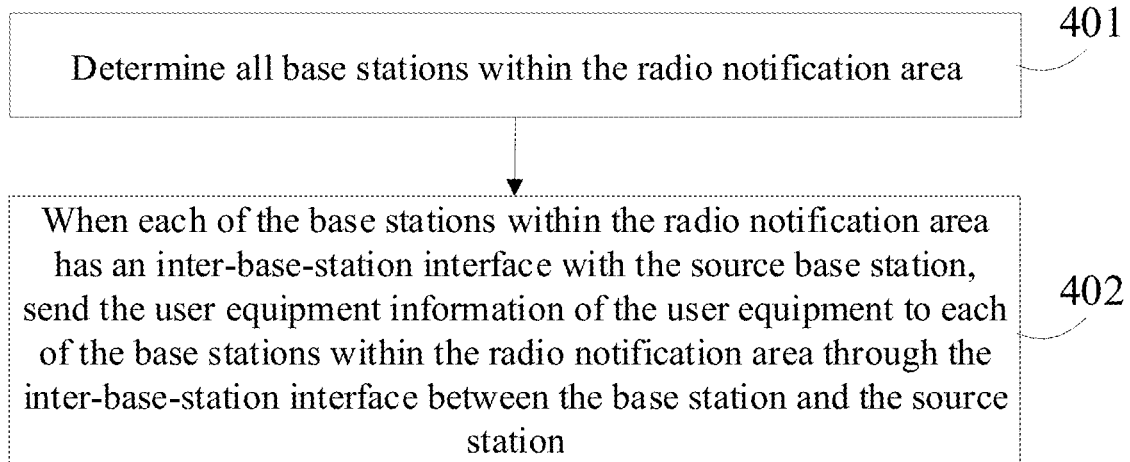 401
Determine all base stations within the radio notification area
When each of the base stations within the radio notification area
has an inter-base-station interface with the source base station,
send the user equipment information of the user equipment to each
of the base stations within the radio notification area through the
inter-base-station interface between the base station and the source
station
402